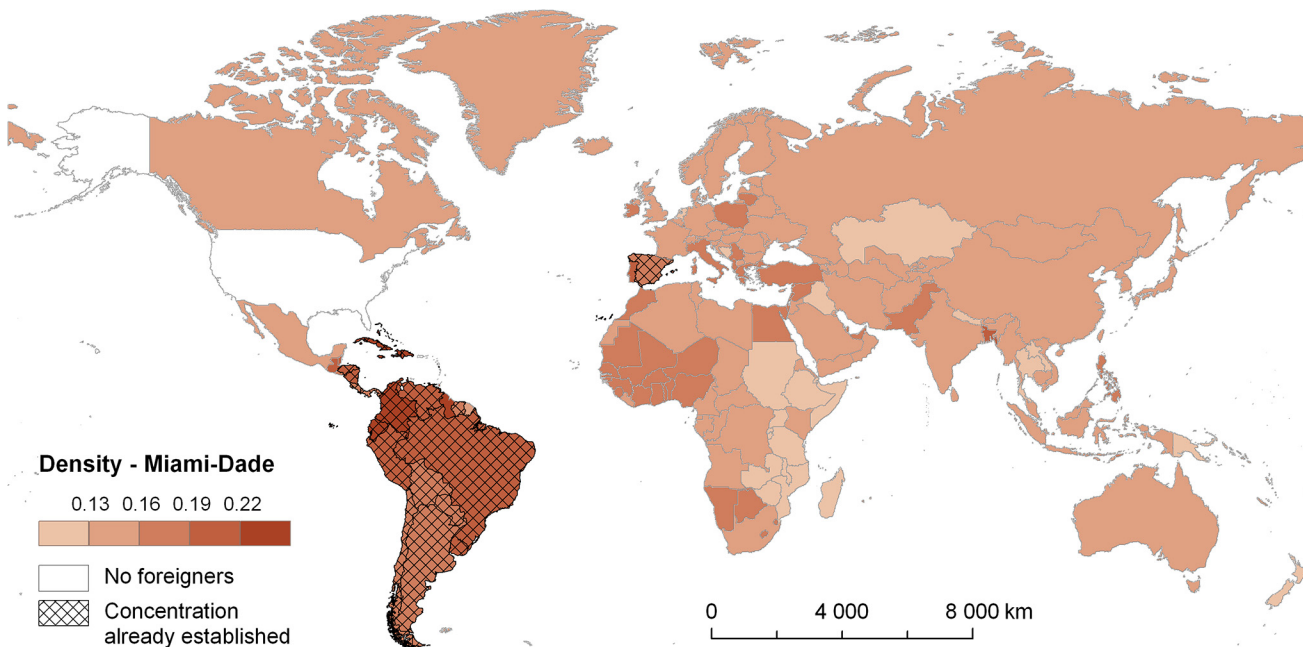 Density - Miami-Dade
0.13 0.16 0.19 0.22
No foreigners
Concentration
already established
0 4 000 8 000 km